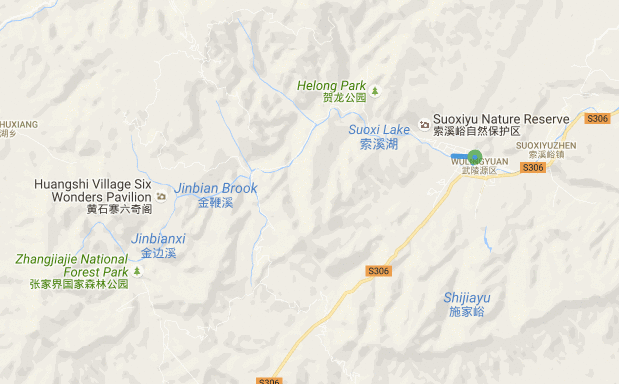 Helong Park
贺龙公园
HUXIANG
湖乡
Suoxi Lake
索溪湖
Suoxiyu Nature Reserve
索溪峪自然保护区
S306
SUOXIYUZHEN
索溪峪镇
WULINGYUAN
武陵源区
S306
Huangshi Village Six
Wonders Pavilion
黄石寨六奇阁
Jinbian Brook
金鞭溪
Jinbianxi
金边溪
Zhangjiajie National
Forest Park
张家界国家森林公园
S306
Shijiayu
施家峪
S306